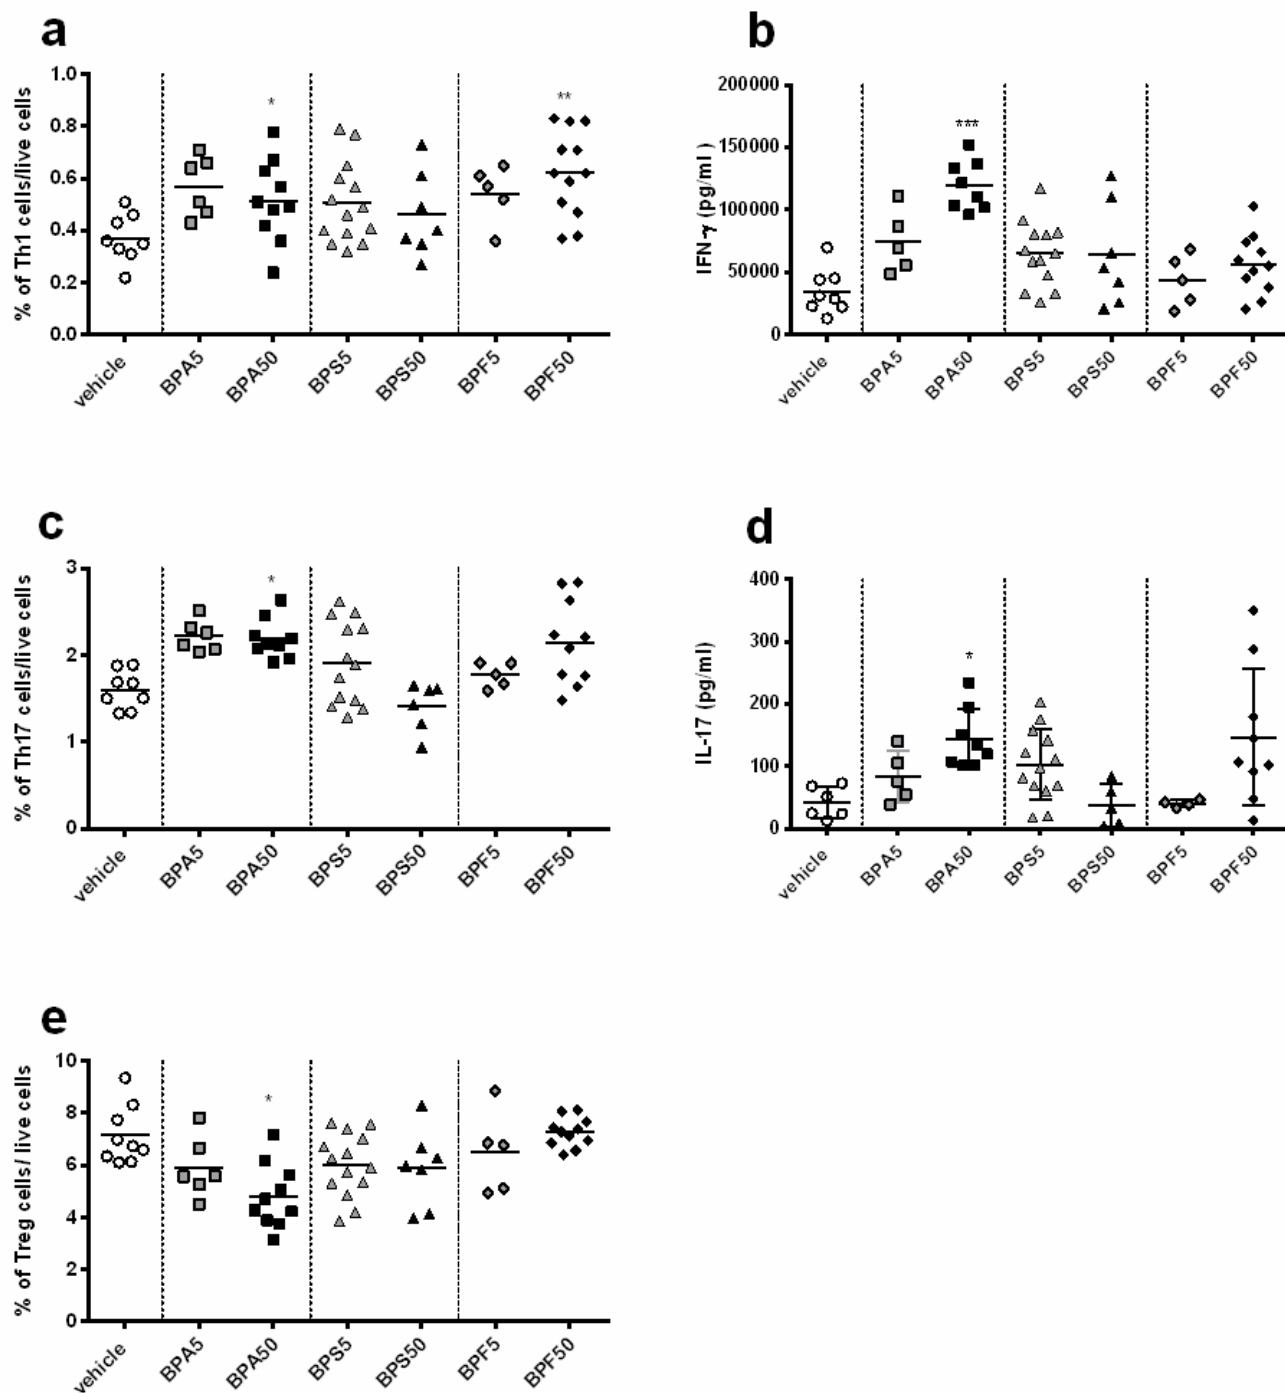 a
% of Th1 cells/live cells
1.0
0.8
0.6
0.4
0.2
0.0
*
**
vehicle
BPA5
BPA50
BPS5
BPS50
BPF5
BPF50
b
IFN-γ (pg/ml )
200000
150000
100000
50000
0
***
vehicle
BPA5
BPA50
BPS5
BPS50
BPF5
BPF50
c
% of Th17 cells/live cells
3
2
1
0
*
vehicle
BPA5
BPA50
BPS5
BPS50
BPF5
BPF50
d
IL-17 (pg/ml)
400
300
200
100
0
*
vehicle
BPA5
BPA50
BPS5
BPS50
BPF5
BPF50
e
% of Treg cells/ live cells
10
8
6
4
2
0
*
vehicle
BPA5
BPA50
BPS5
BPS50
BPF5
BPF50